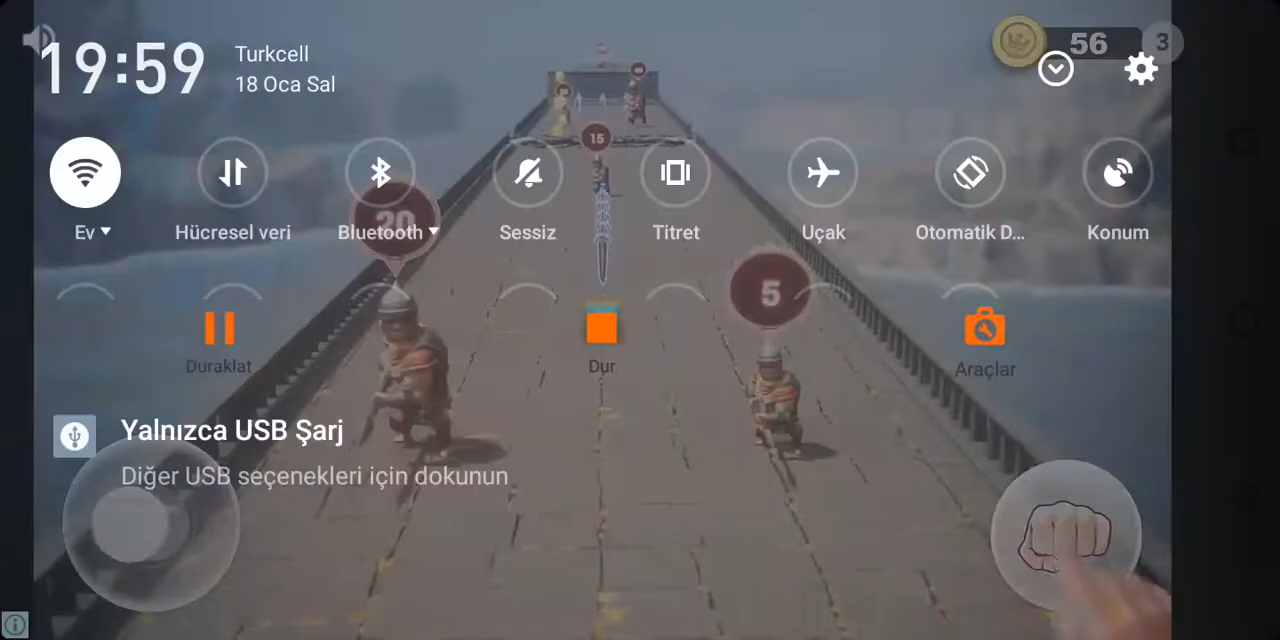 19:59
Turkcell
18 Oca Sal
56
3
15
20
5
Ev
Hücresel veri
Bluetooth
Sessiz
Titret
Uçak
Otomatik D...
Konum
Duraklat
Dur
Araçlar
Yalnızca USB Şarj
Diğer USB seçenekleri için dokunun